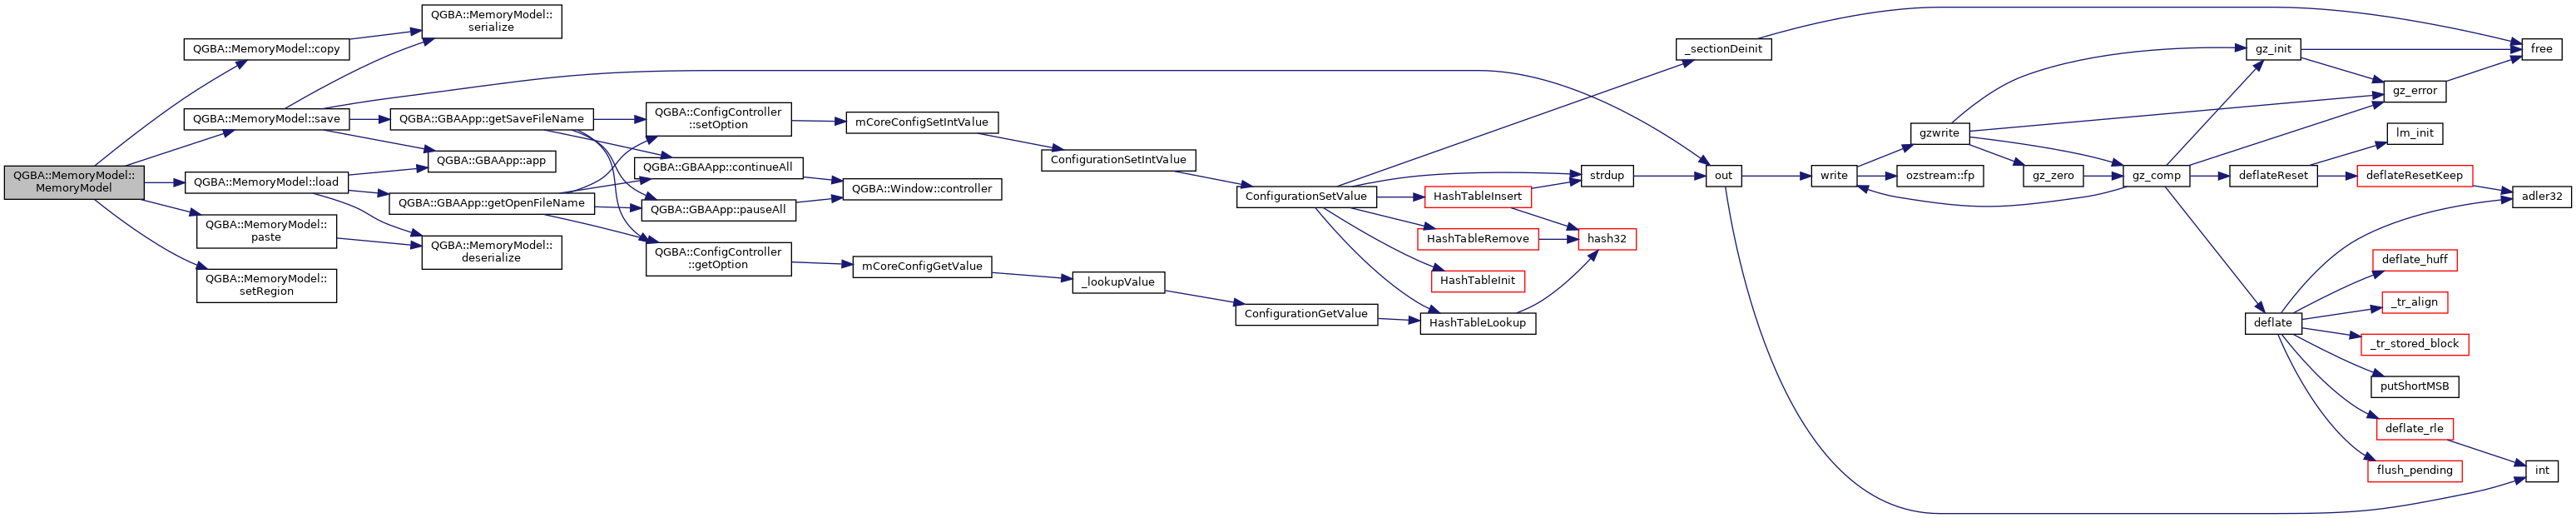 QGBA::MemoryModel::
MemoryModel
QGBA::MemoryModel::copy
QGBA::MemoryModel::save
QGBA::MemoryModel::load
QGBA::MemoryModel::
paste
QGBA::MemoryModel::
setRegion
QGBA::MemoryModel::
serialize
QGBA::GBAApp::getSaveFileName
QGBA::GBAApp::app
QGBA::GBAApp::getOpenFileName
QGBA::MemoryModel::
deserialize
QGBA::ConfigController
::setOption
QGBA::GBAApp::continueAll
QGBA::GBAApp::pauseAll
QGBA::ConfigController
::getOption
mCoreConfigSetIntValue
QGBA::Window::controller
mCoreConfigGetValue
ConfigurationSetIntValue
_lookupValue
ConfigurationSetValue
ConfigurationGetValue
HashTableInsert
HashTableRemove
HashTableInit
HashTableLookup
_sectionDeinit
strdup
hash32
out
write
gzwrite
ozstream::fp
gz_zero
gz_comp
gz_init
deflateReset
deflate
gz_error
lm_init
deflateResetKeep
deflate_huff
_tr_align
_tr_stored_block
putShortMSB
deflate_rle
flush_pending
free
adler32
int